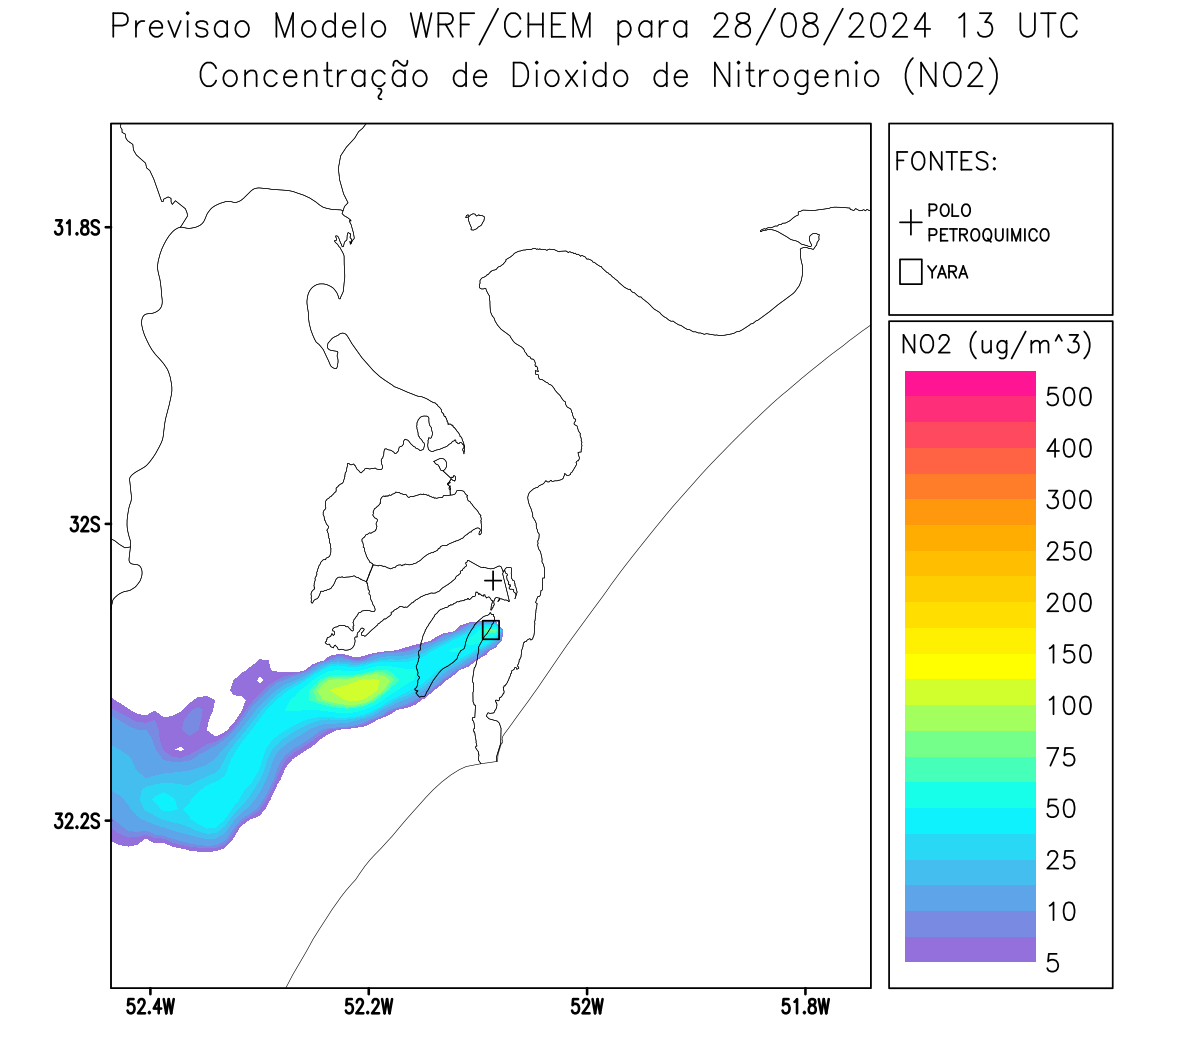 Previsao Modelo WRF/CHEM para 28/08/2024 13 UTC
Concentração de Dioxido de Nitrogenio (NO2)
FONTES:
POLO
PETROQUIMICO
YARA
NO2 (ug/m^3)
500
400
300
250
200
150
100
75
50
25
10
5
31.8S
32S
32.2S
52.4W
52.2W
52W
51.8W